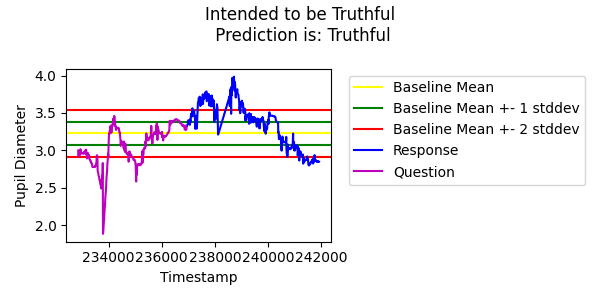 Intended to be Truthful
Prediction is: Truthful
4.0
3.5
3.0
2.5
2.0
Pupil Diameter
234000 236000 238000 240000 242000
Timestamp
Baseline Mean
Baseline Mean +- 1 stddev
Baseline Mean +- 2 stddev
Response
Question